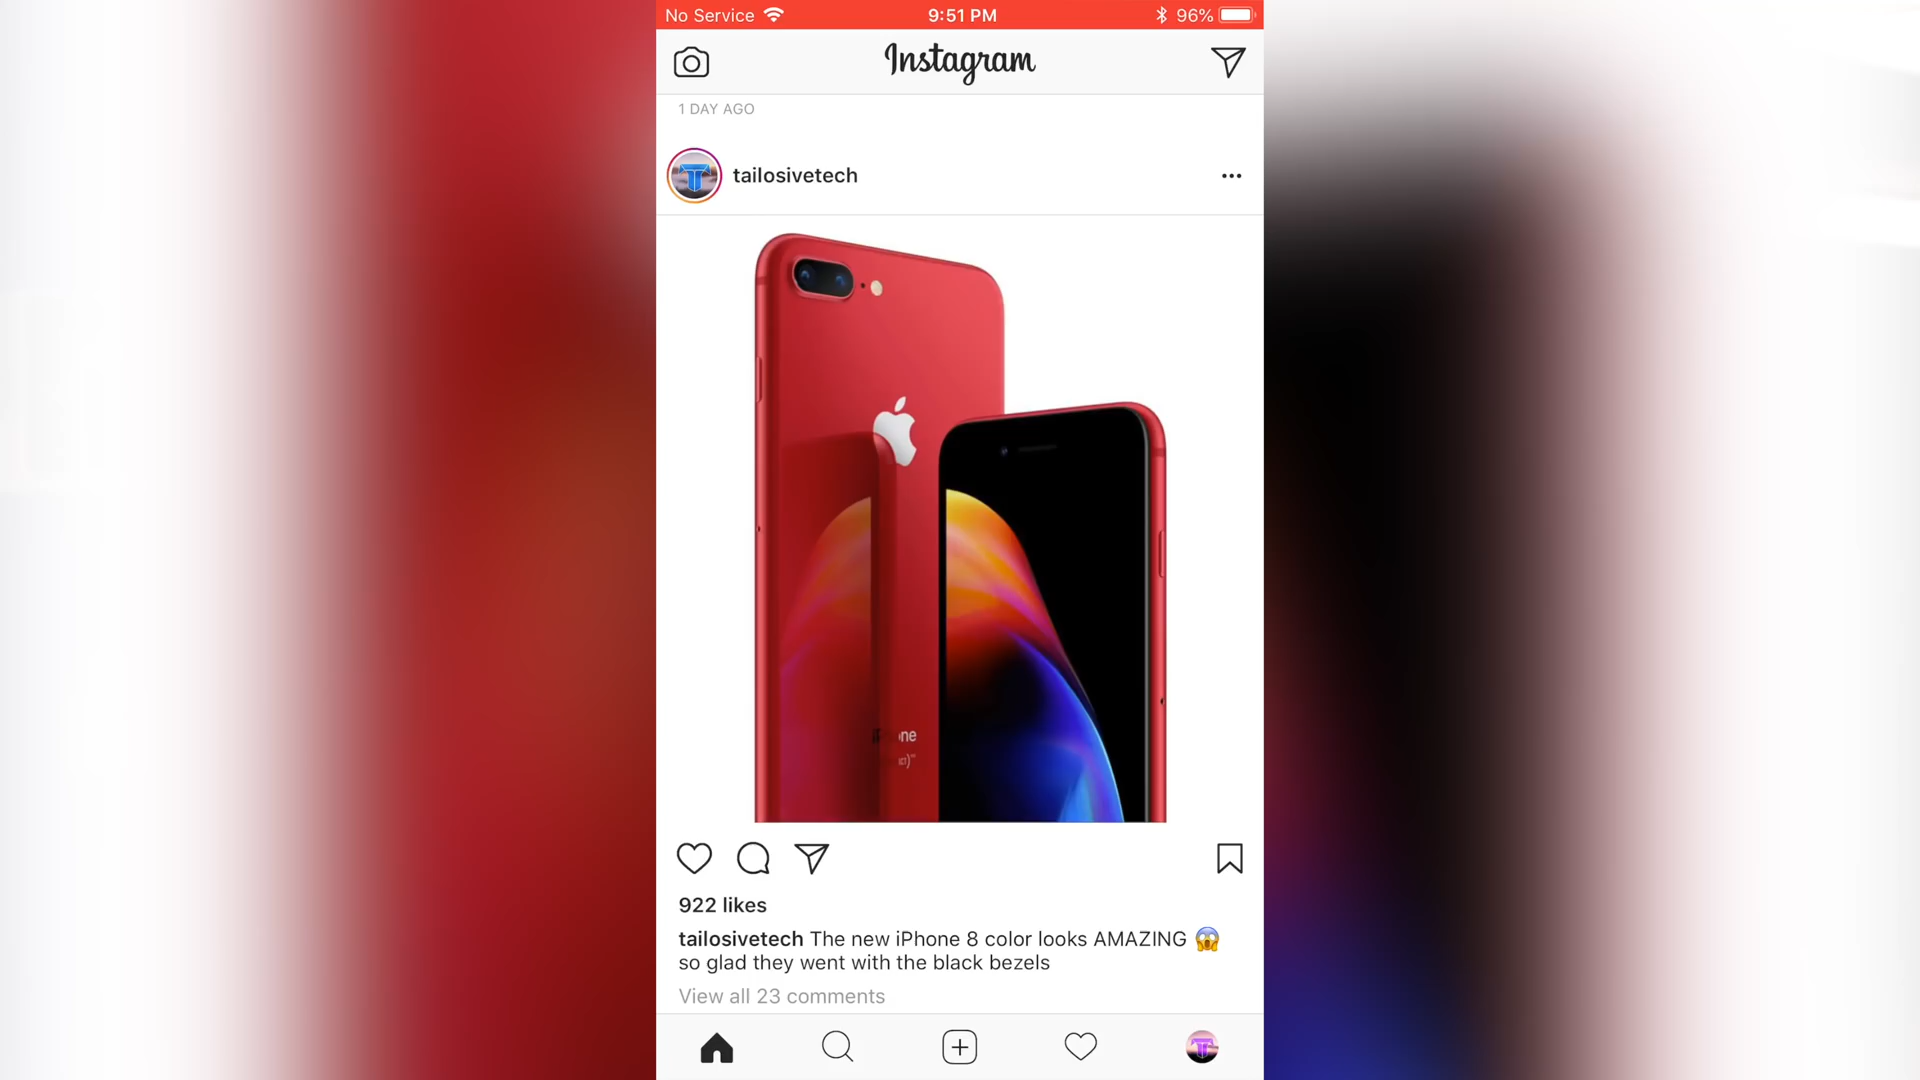 No Service 9:51 PM 96%
Instagram
1 DAY AGO
tailosivetech
922 likes
tailosivetech The new iPhone 8 color looks AMAZING 😱
so glad they went with the black bezels
View all 23 comments